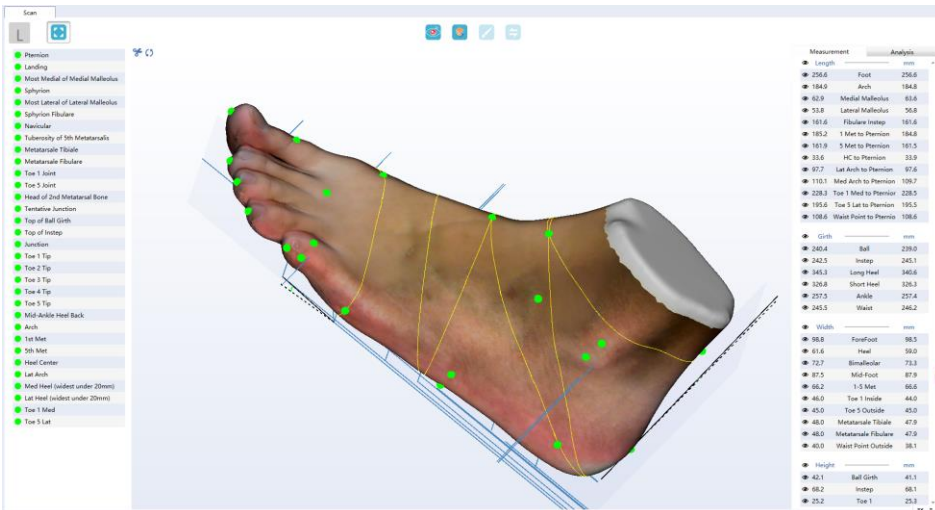 Scan
L
Pternion
Landing
Most Medial of Medial Malleolus
Sphyrion
Most Lateral of Lateral Malleolus
Sphyrion Fibulare
Navicular
Tuberosity of 5th Metatarsalis
Metatarsale Tibiale
Metatarsale Fibulare
Toe 1 Joint
Toe 5 Joint
Head of 2nd Metatarsal Bone
Tentative Junction
Top of Ball Girth
Top of Instep
Junction
Toe 1 Tip
Toe 2 Tip
Toe 3 Tip
Toe 4 Tip
Toe 5 Tip
Mid-Ankle Heel Back
Arch
1st Met
5th Met
Heel Center
Lat Arch
Med Heel (widest under 20mm)
Lat Heel (widest under 20mm)
Toe 1 Med
Toe 5 Lat
Measurement Analysis
Length mm
256.6 Foot 256.6
184.9 Arch 184.8
62.9 Medial Malleolus 63.6
53.8 Lateral Malleolus 56.8
161.6 Fibulare Instep 161.6
185.2 1 Met to Pternion 184.8
161.9 5 Met to Pternion 161.5
33.6 HC to Pternion 33.9
97.7 Lat Arch to Pternion 97.6
110.1 Med Arch to Pternion 109.7
228.3 Toe 1 Med to Pternior 228.5
195.6 Toe 5 Lat to Pternion 195.5
108.6 Waist Point to Pternio 108.6
Girth mm
240.4 Ball 239.0
242.5 Instep 245.1
345.3 Long Heel 340.6
326.8 Short Heel 326.3
257.5 Ankle 257.4
245.5 Waist 246.2
Width mm
98.8 ForeFoot 98.5
61.6 Heel 59.0
72.7 Bimalleolar 73.3
87.5 Mid-Foot 87.9
66.2 1-5 Met 66.6
46.0 Toe 1 Inside 44.0
45.0 Toe 5 Outside 45.0
48.0 Metatarsale Tibiale 47.9
48.0 Metatarsale Fibulare 47.9
40.0 Waist Point Outside 38.1
Height mm
42.1 Ball Girth 41.1
68.2 Instep 68.1
25.2 Toe 1 25.3